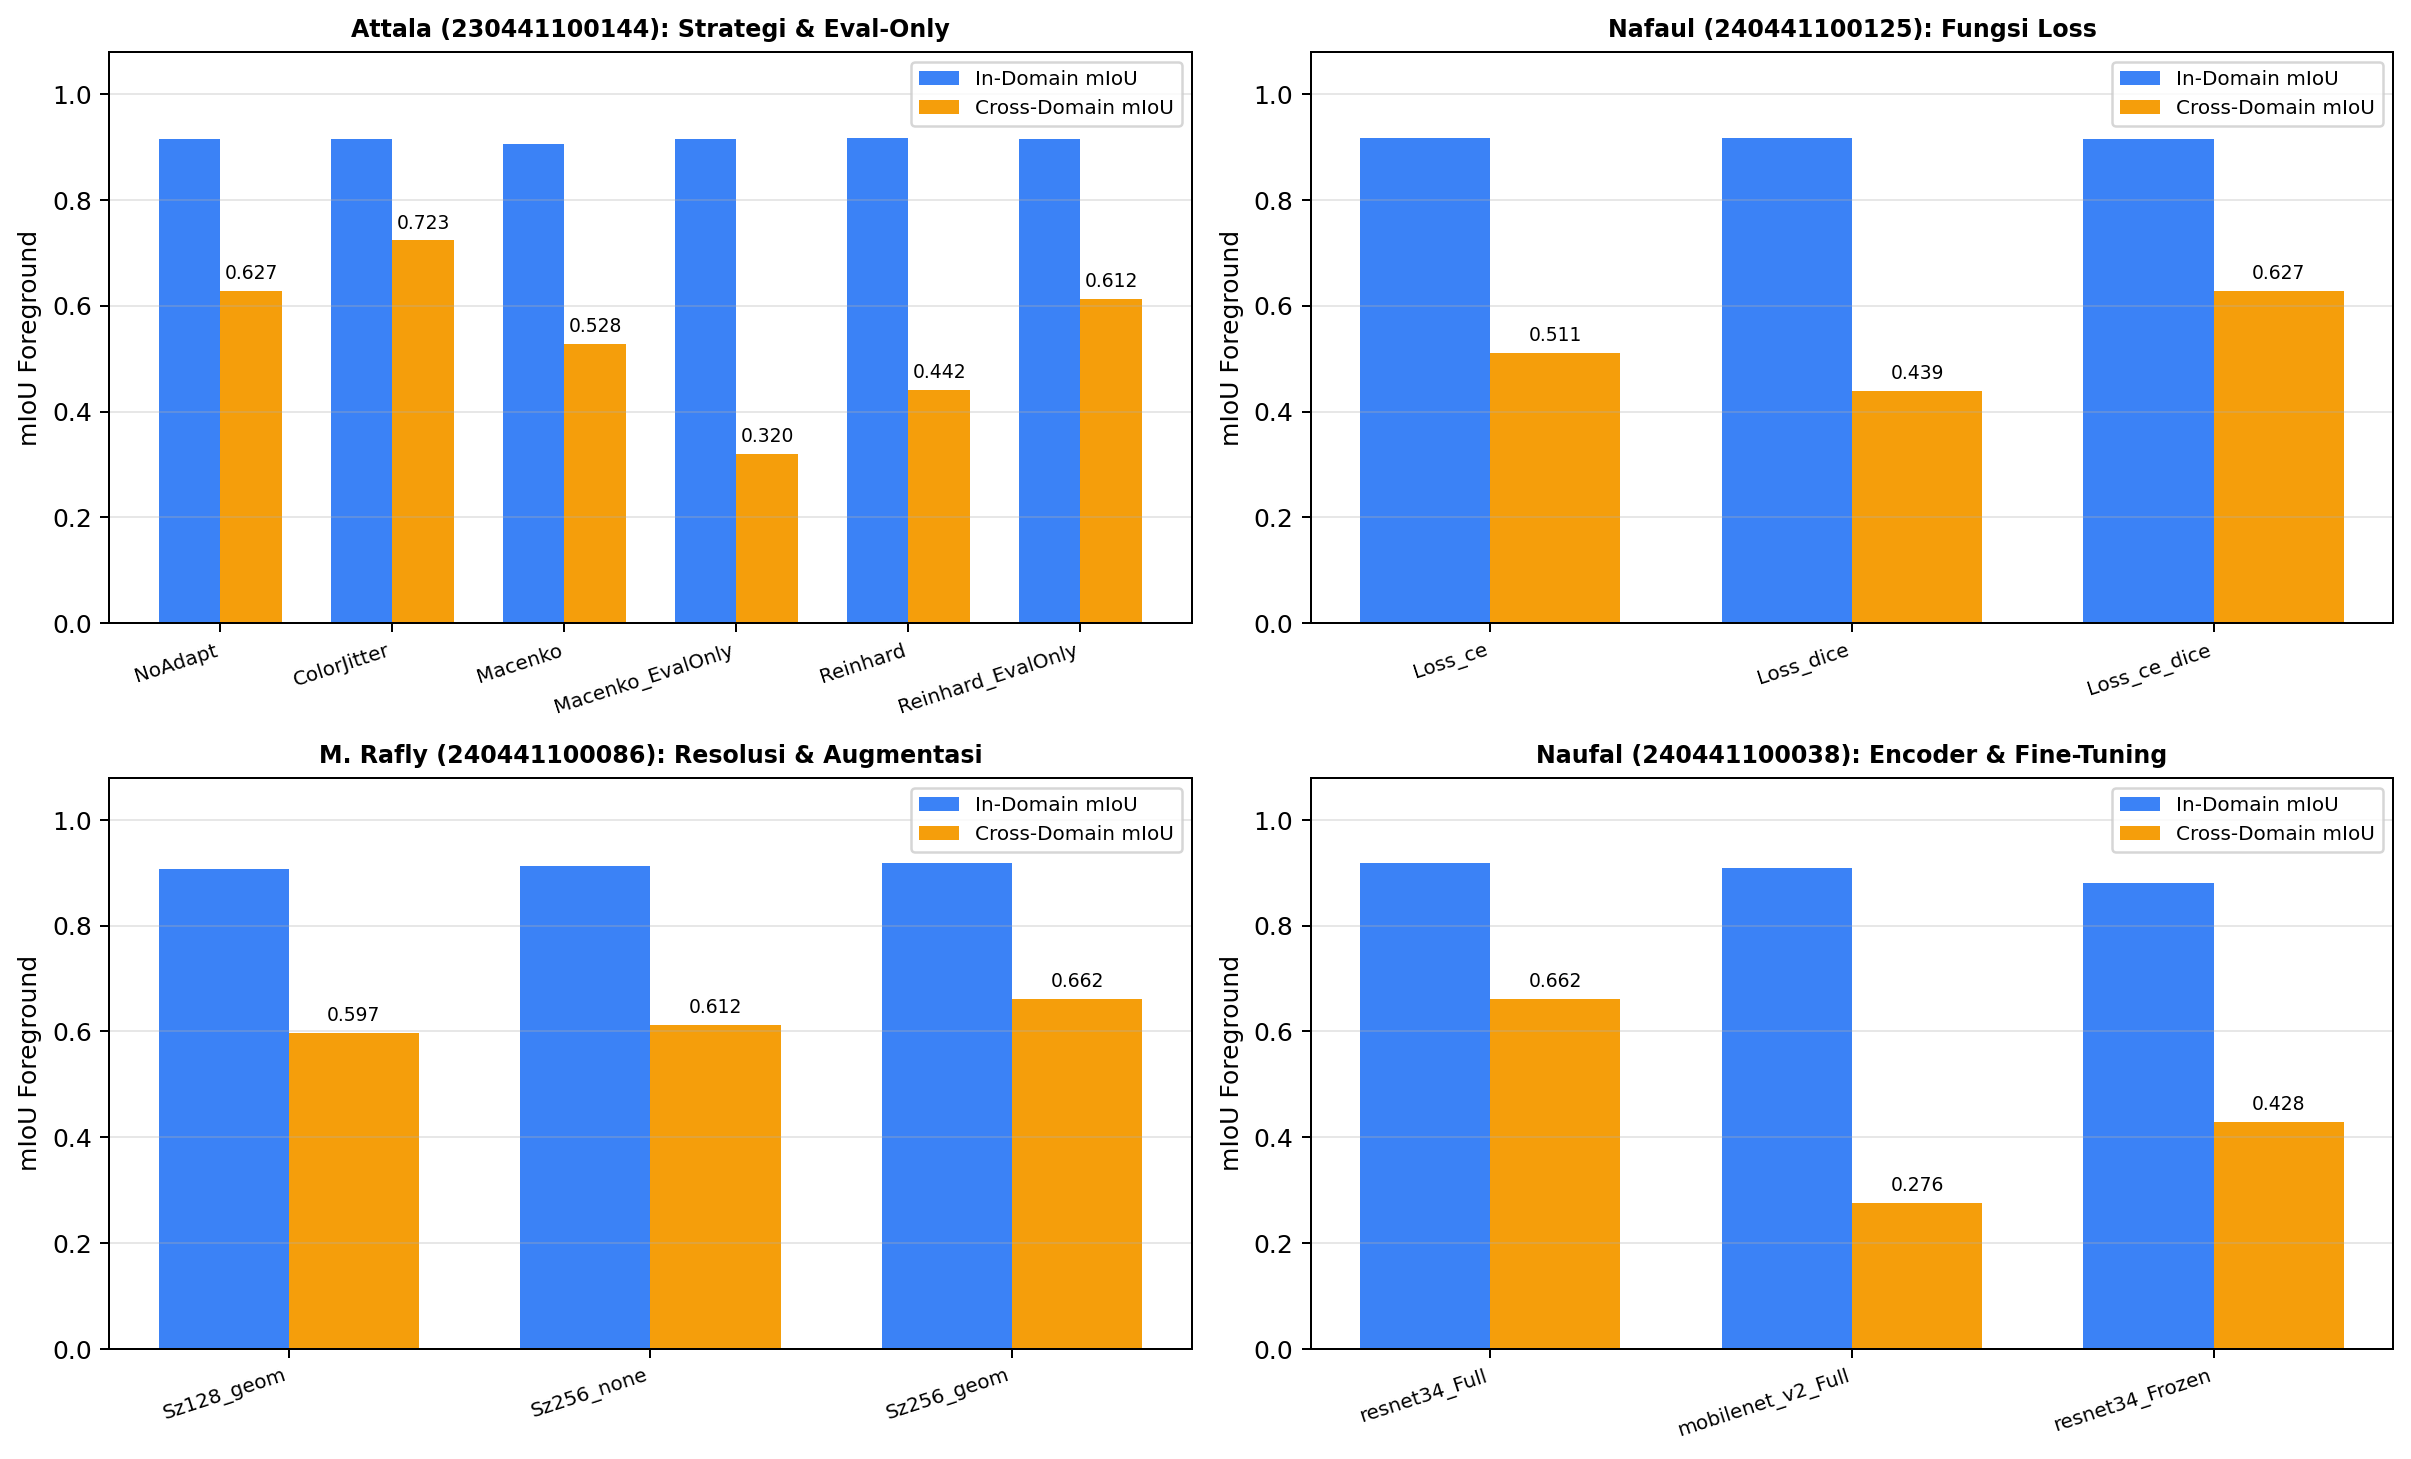 Attala (230441100144): Strategi & Eval-Only
mIoU Foreground
1.0
0.8
0.6
0.4
0.2
0.0
In-Domain mIoU
Cross-Domain mIoU
0.627
0.723
0.528
0.320
0.442
0.612
NoAdapt
ColorJitter
Macenko
Macenko_EvalOnly
Reinhard
Reinhard_EvalOnly
Nafaul (240441100125): Fungsi Loss
mIoU Foreground
1.0
0.8
0.6
0.4
0.2
0.0
In-Domain mIoU
Cross-Domain mIoU
0.511
0.439
0.627
Loss_ce
Loss_dice
Loss_ce_dice
M. Rafly (240441100086): Resolusi & Augmentasi
mIoU Foreground
1.0
0.8
0.6
0.4
0.2
0.0
In-Domain mIoU
Cross-Domain mIoU
0.597
0.612
0.662
Sz128_geom
Sz256_none
Sz256_geom
Naufal (240441100038): Encoder & Fine-Tuning
mIoU Foreground
1.0
0.8
0.6
0.4
0.2
0.0
In-Domain mIoU
Cross-Domain mIoU
0.662
0.276
0.428
resnet34_Full
mobilenet_v2_Full
resnet34_Frozen